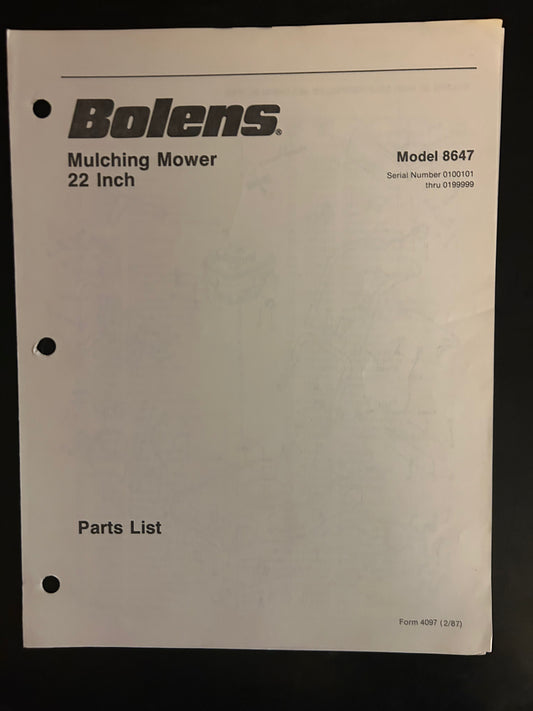 Bolens®
Mulching Mower
22 Inch
Model 8647
Serial Number 0100101
thru 0199999
Parts List
Form 4097 (2/87)